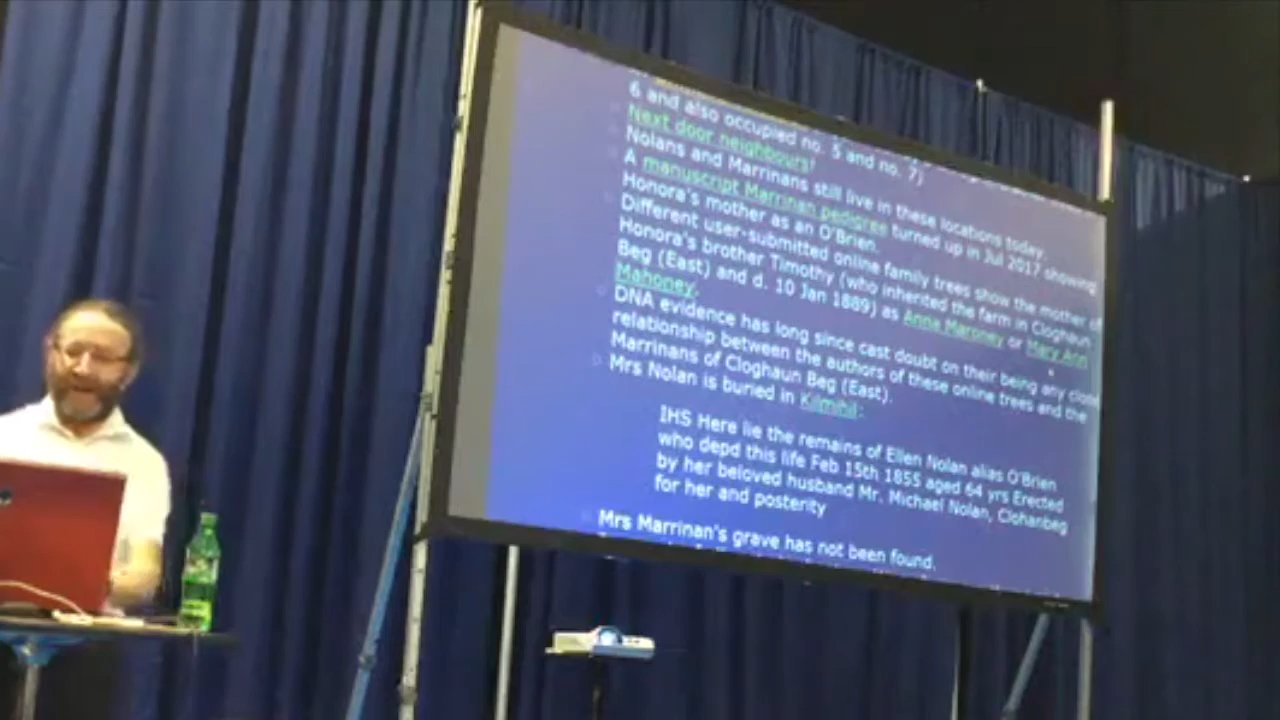 6 and also occupied no. 5 and no. 7)
Next door neighbours!
Nolans and Marrinans still live in these locations today.
A manuscript Marrinan pedigree turned up in Jul 2017 showing
Honora's mother as an O'Brien.
Different user-submitted online family trees show the mother of
Honora's brother Timothy (who inherited the farm in Cloghaun
Beg (East) and d. 10 Jan 1889) as Anna Maroney or Mary Ann
Mahoney.
DNA evidence has long since cast doubt on their being any close
relationship between the authors of these online trees and the
Marrinans of Cloghaun Beg (East).
Mrs Nolan is buried in Kilmihil:
IHS Here lie the remains of Ellen Nolan alias O'Brien
who depd this life Feb 15th 1855 aged 64 yrs Erected
by her beloved husband Mr. Michael Nolan, Clohanbeg
for her and posterity
Mrs Marrinan's grave has not been found.